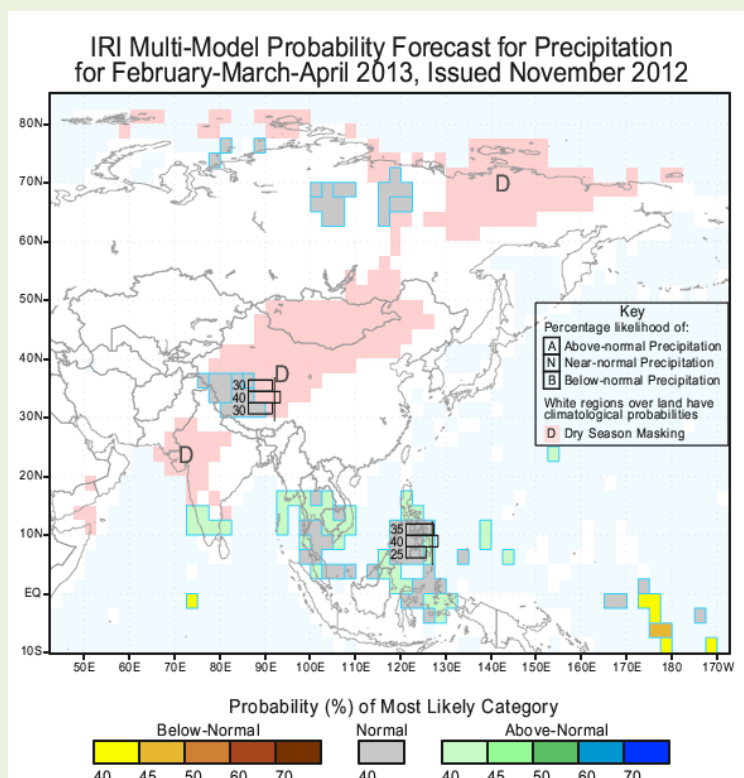 IRI Multi-Model Probability Forecast for Precipitation
for February-March-April 2013, Issued November 2012
80N
70N
D
60N
50N
Key
Percentage likelihood of:
A Above-normal Precipitation
40N
N Near-normal Precipitation
D
30
B Below-normal Precipitation
40
30
White regions over land have
climatological probabilities
30N
D Dry Season Masking
D
20N
35
10N
40
25
EQ
10S
50E 60E 70E 80E 90E 100E 110E 120E 130E 140E 150E 160E 170E 180 170W
Probability (%) of Most Likely Category
Below-Normal Normal Above-Normal
40 45 50 60 70 40 40 45 50 60 70